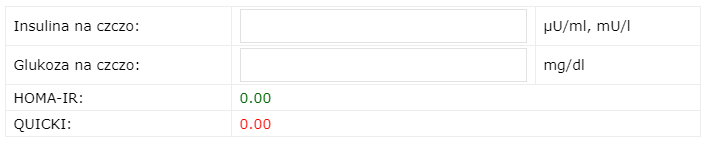 Insulina na czczo: µU/ml, mU/l
Glukoza na czczo: mg/dl
HOMA-IR: 0.00
QUICKI: 0.00